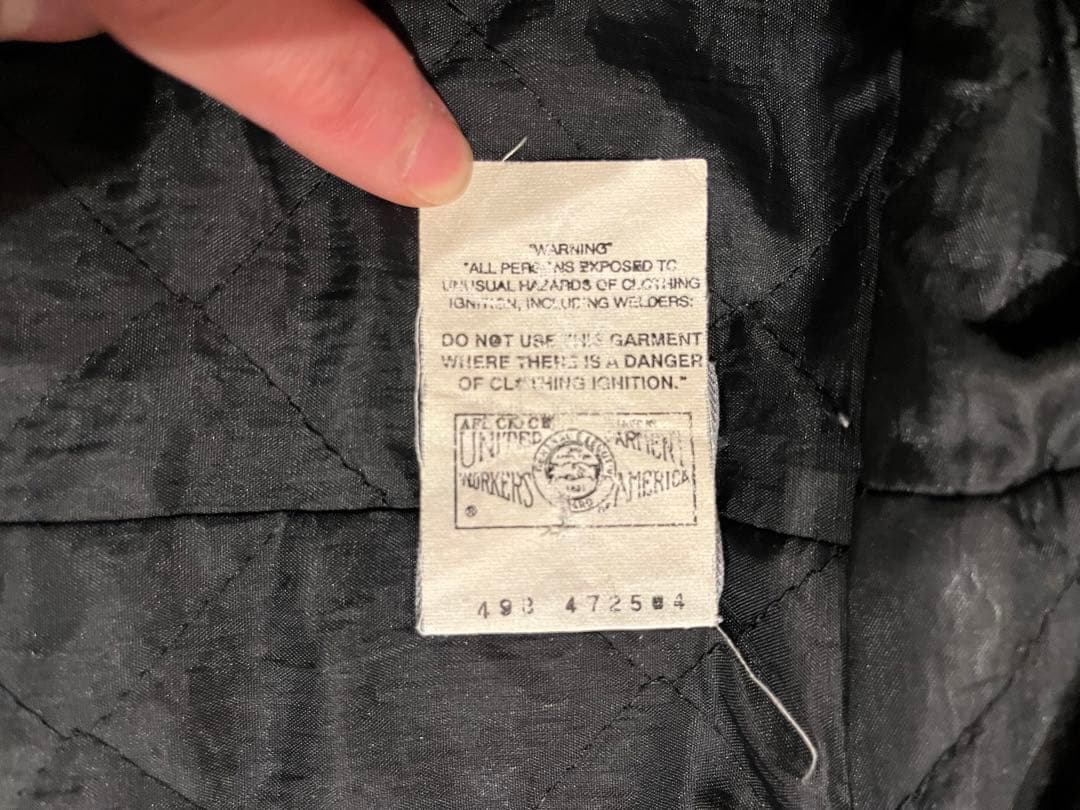 "WARNING"
"ALL PERSONS EXPOSED TO
UNUSUAL HAZARDS OF CLOTHING
IGNITION, INCLUDING WELDERS:
DO NOT USE THIS GARMENT
WHERE THERE IS A DANGER
OF CLOTHING IGNITION."
AFL CIO
UNITED GARMENT
WORKERS AMERICA
®
4725